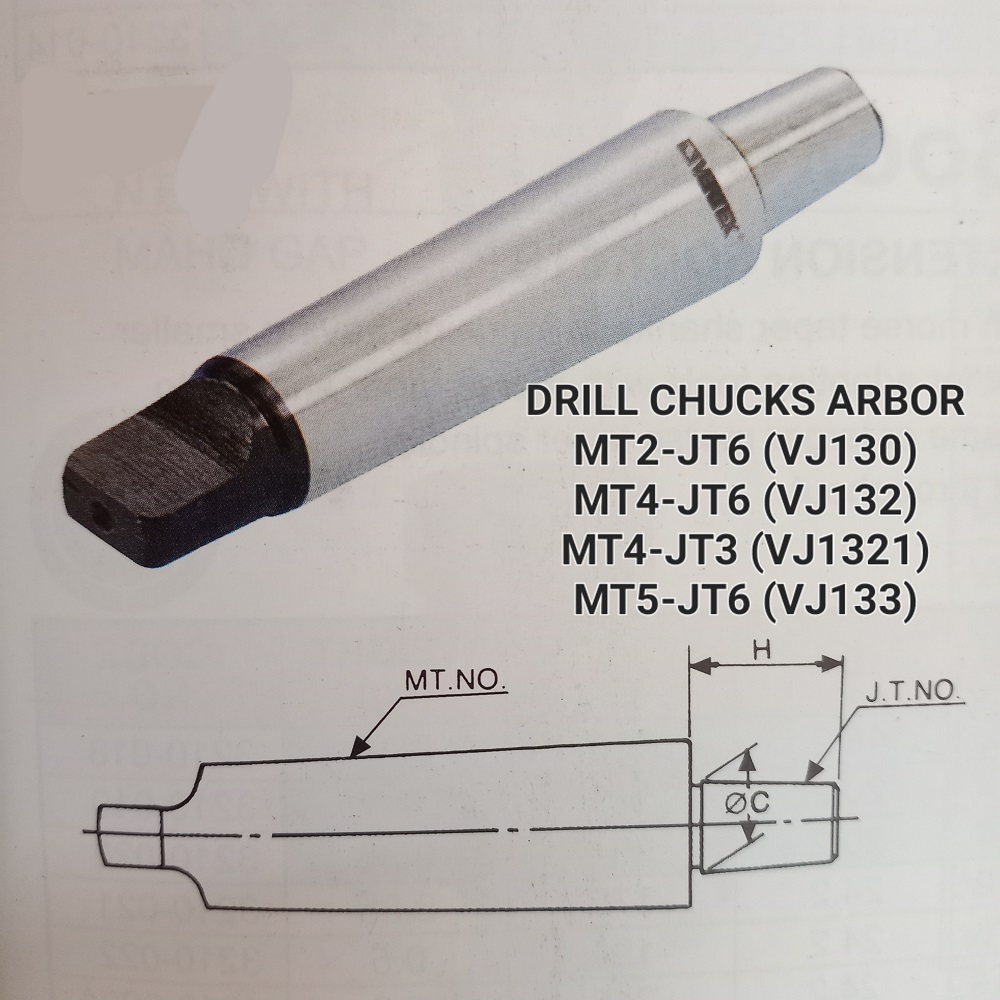 VERTEX
DRILL CHUCKS ARBOR
MT2-JT6 (VJ130)
MT4-JT6 (VJ132)
MT4-JT3 (VJ1321)
MT5-JT6 (VJ133)
H
MT.NO.
J.T.NO.
ØC